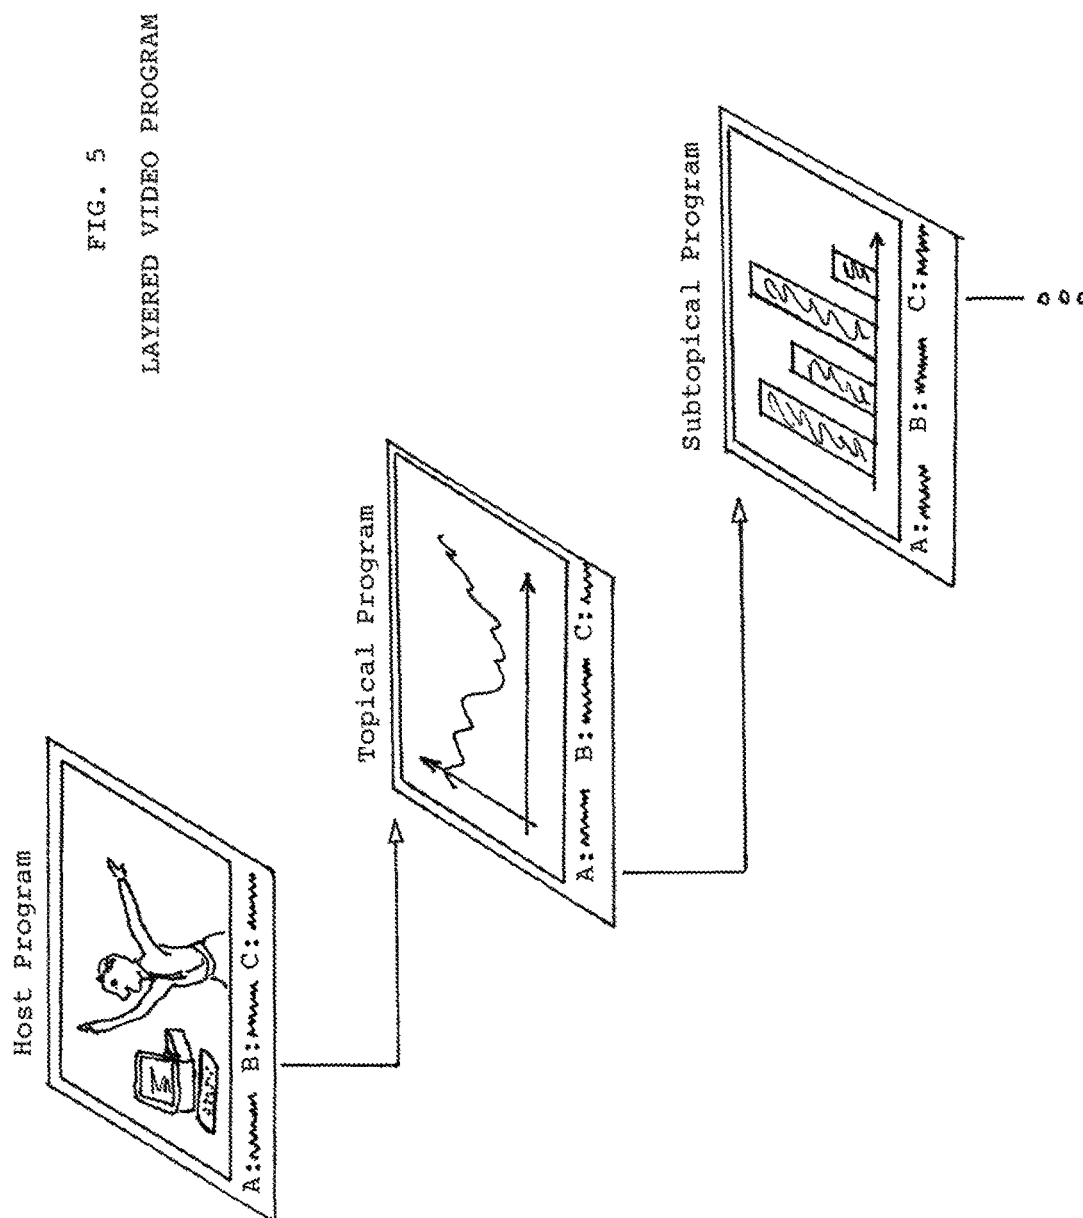 FIG. 5
LAYERED VIDEO PROGRAM
Host Program
A: B: C:
Topical Program
A: B: C:
Subtopical Program
A: B: C: